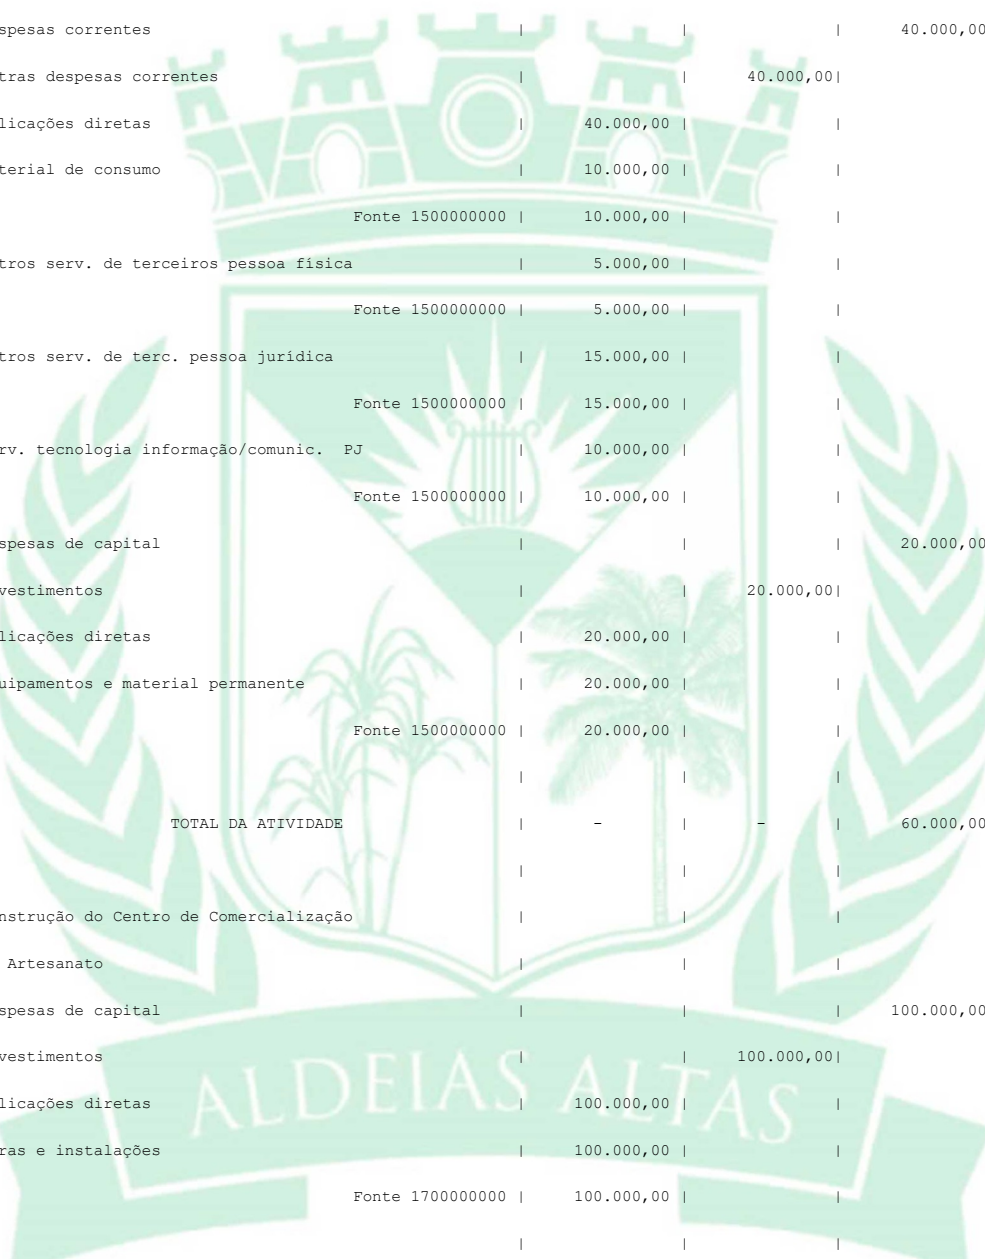 spesas correntes | | | 40.000,00
tras despesas correntes | | 40.000,00|
licações diretas | 40.000,00 | |
terial de consumo | 10.000,00 | |
Fonte 1500000000 | 10.000,00 | |
tros serv. de terceiros pessoa física | 5.000,00 | |
Fonte 1500000000 | 5.000,00 | |
tros serv. de terc. pessoa jurídica | 15.000,00 | |
Fonte 1500000000 | 15.000,00 | |
rv. tecnologia informação/comunic. PJ | 10.000,00 | |
Fonte 1500000000 | 10.000,00 | |
spesas de capital | | | 20.000,00
vestimentos | | 20.000,00|
licações diretas | 20.000,00 | |
uipamentos e material permanente | 20.000,00 | |
Fonte 1500000000 | 20.000,00 | |
| | |
TOTAL DA ATIVIDADE | - | - | 60.000,00
| | |
nstrução do Centro de Comercialização | | |
Artesanato | | |
spesas de capital | | | 100.000,00
vestimentos | | 100.000,00|
licações diretas | 100.000,00 | |
ras e instalações | 100.000,00 | |
Fonte 1700000000 | 100.000,00 | |
| | |
ALDEIAS ALTAS